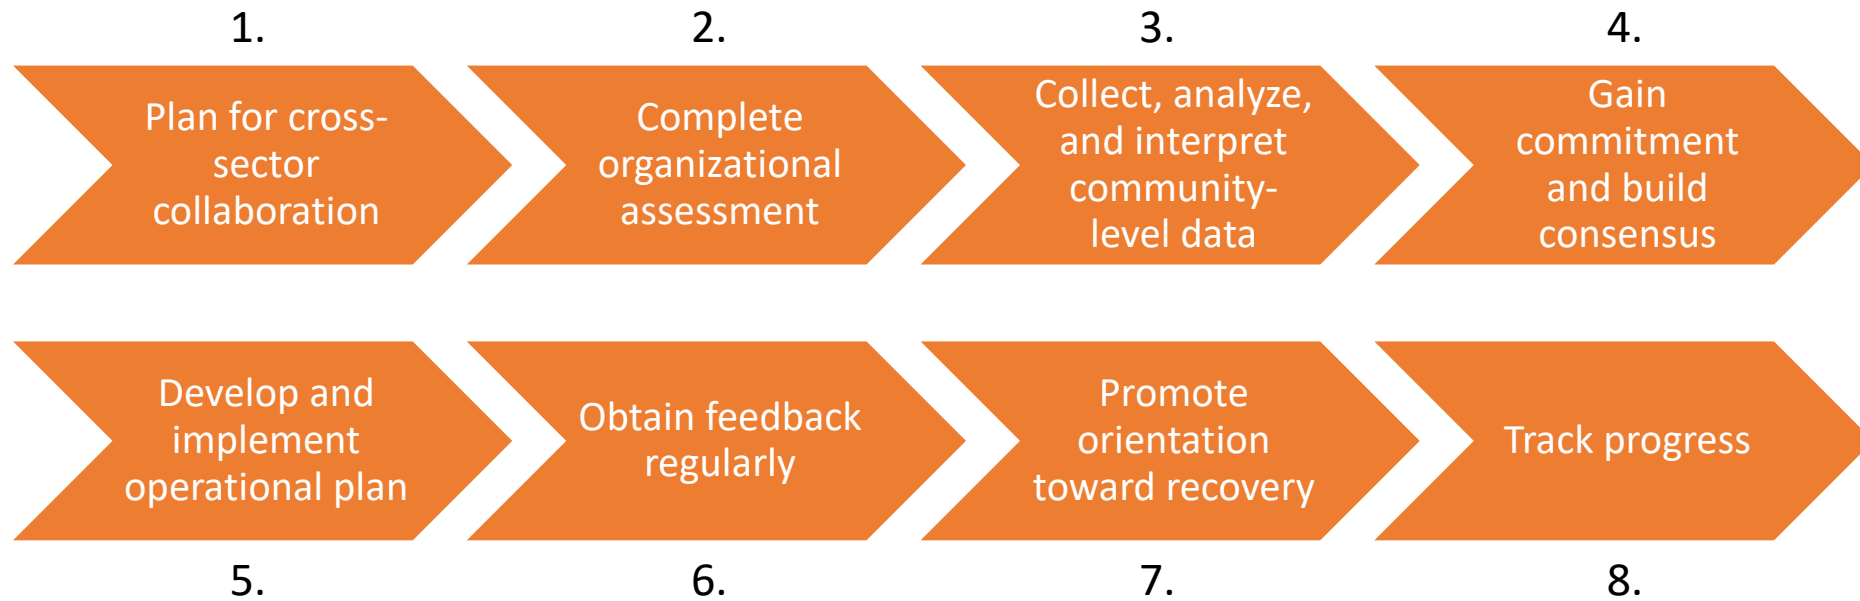 1.
2.
3.
4.
Plan for cross-
sector
collaboration
Complete
organizational
assessment
Collect, analyze,
and interpret
community-
level data
Gain
commitment
and build
consensus
Develop and
implement
operational plan
Obtain feedback
regularly
Promote
orientation
toward recovery
Track progress
5.
6.
7.
8.